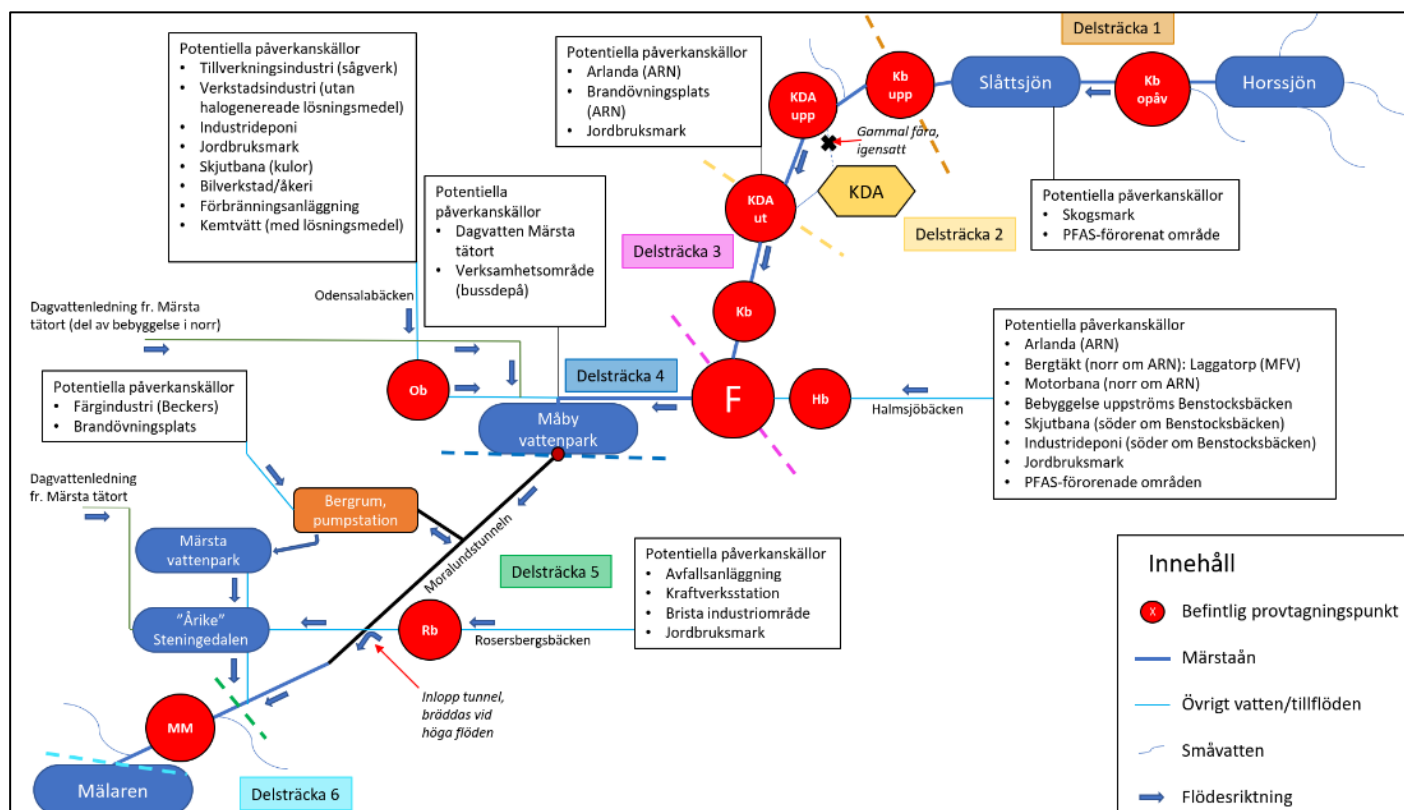 Delsträcka 1
Potentiella påverkanskällor
• Tillverkningsindustri (sågverk)
• Verkstadsindustri (utan
halogenereade lösningsmedel)
• Industrideponi
• Jordbruksmark
• Skjutbana (kulor)
• Bilverkstad/åkeri
• Förbränningsanläggning
• Kemtvätt (med lösningsmedel)
Potentiella påverkanskällor
• Arlanda (ARN)
• Brandövningsplats
(ARN)
• Jordbruksmark
KDA
upp
Kb
upp
Slåttsjön
Kb
opåv
Horssjön
Gammal fåra,
igensatt
KDA
KDA
ut
Delsträcka 2
Potentiella påverkanskällor
• Skogsmark
• PFAS-förorenat område
Potentiella
påverkanskällor
• Dagvatten Märsta
tätort
• Verksamhetsområde
(bussdepå)
Delsträcka 3
Odensalabäcken
Dagvattenledning fr. Märsta
tätort (del av bebyggelse i norr)
Kb
Potentiella påverkanskällor
• Arlanda (ARN)
• Bergtäkt (norr om ARN): Laggatorp (MFV)
• Motorbana (norr om ARN)
• Bebyggelse uppströms Benstocksbäcken
• Skjutbana (söder om Benstocksbäcken)
• Industrideponi (söder om Benstocksbäcken)
• Jordbruksmark
• PFAS-förorenade områden
Potentiella påverkanskällor
• Färgindustri (Beckers)
• Brandövningsplats
Ob
Delsträcka 4
F
Hb
Halmsjöbäcken
Måby
vattenpark
Dagvattenledning
fr. Märsta tätort
Bergrum,
pumpstation
Märsta
vattenpark
Moralundstunneln
Delsträcka 5
Potentiella påverkanskällor
• Avfallsanläggning
• Kraftverksstation
• Brista industriområde
• Jordbruksmark
"Årike"
Steningedalen
Rb
Rosersbergsbäcken
Inlopp tunnel,
bräddas vid
höga flöden
MM
Mälaren
Delsträcka 6
Innehåll
X Befintlig provtagningspunkt
Märstaån
Övrigt vatten/tillflöden
Småvatten
Flödesriktning